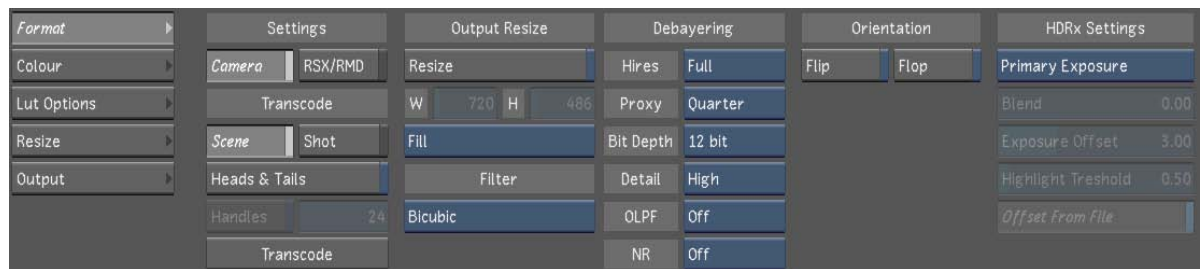 Format Settings Output Resize Debayering Orientation HDRx Settings
Colour Camera RSX/RMD Resize Hires Full Flip Flop Primary Exposure
Lut Options Transcode W 720 H 486 Proxy Quarter Blend 0.00
Resize Scene Shot Fill Bit Depth 12 bit Exposure Offset 3.00
Output Heads & Tails Filter Detail High Highlight Treshold 0.50
Handles 24 Bicubic OLPF Off Offset From File
Transcode NR Off